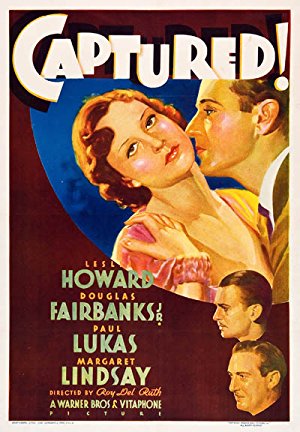 CAPTURED!
LESLIE
HOWARD
DOUGLAS
FAIRBANKS JR.
PAUL
LUKAS
MARGARET
LINDSAY
DIRECTED BY Roy Del Ruth
A WARNER BROS & VITAPHONE
PICTURE